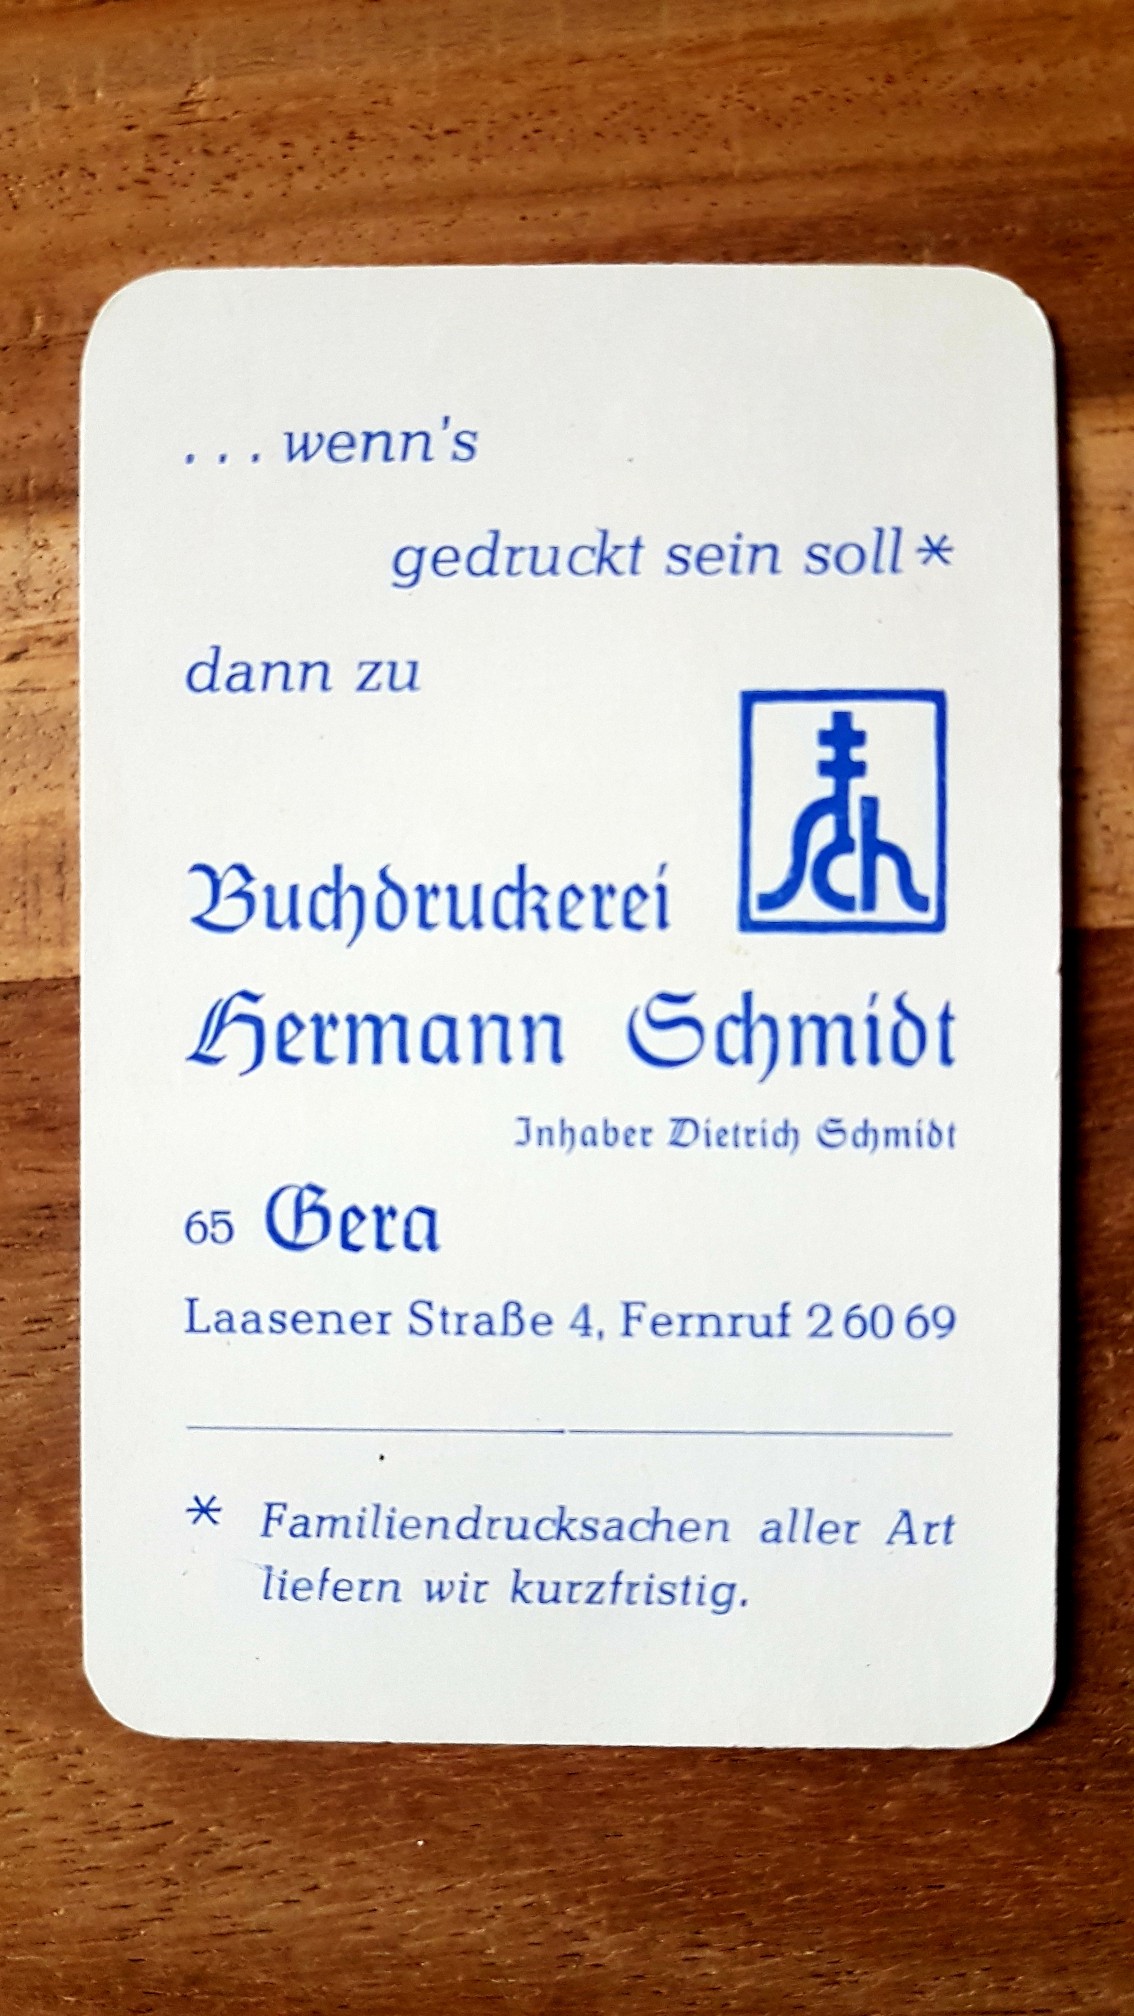 ...wenn's
gedruckt sein soll*
dann zu
Sch
Buchdruckerei
Hermann Schmidt
Inhaber Dietrich Schmidt
65 Gera
Laasener Straße 4, Fernruf 2 60 69
* Familiendrucksachen aller Art
liefern wir kurzfristig.